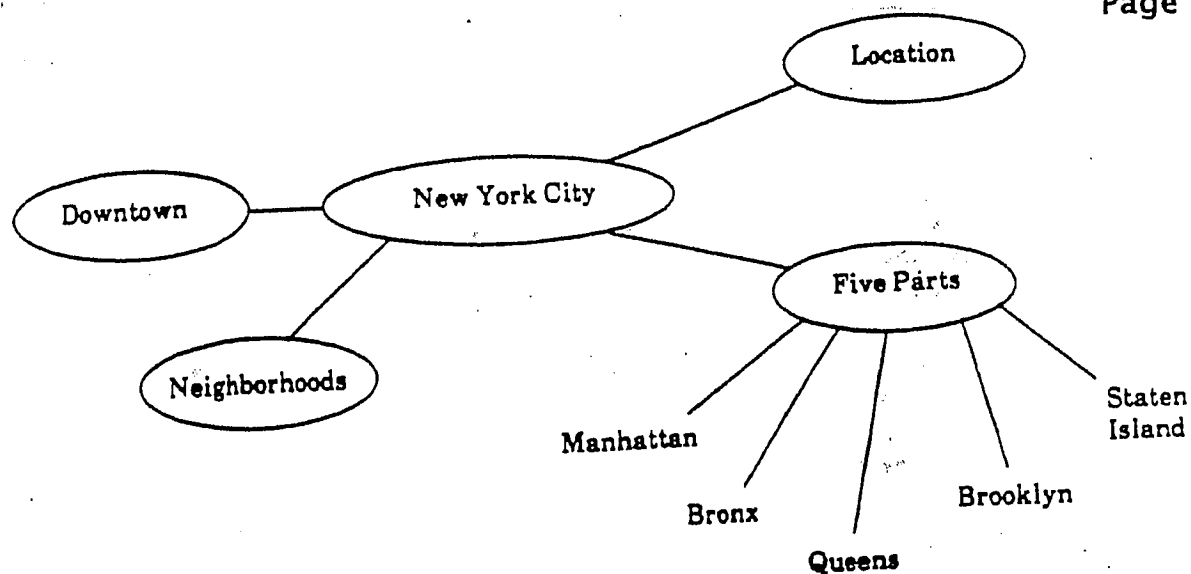 Page
Location
New York City
Downtown
Five Parts
Neighborhoods
Staten
Island
Manhattan
Brooklyn
Bronx
Queens